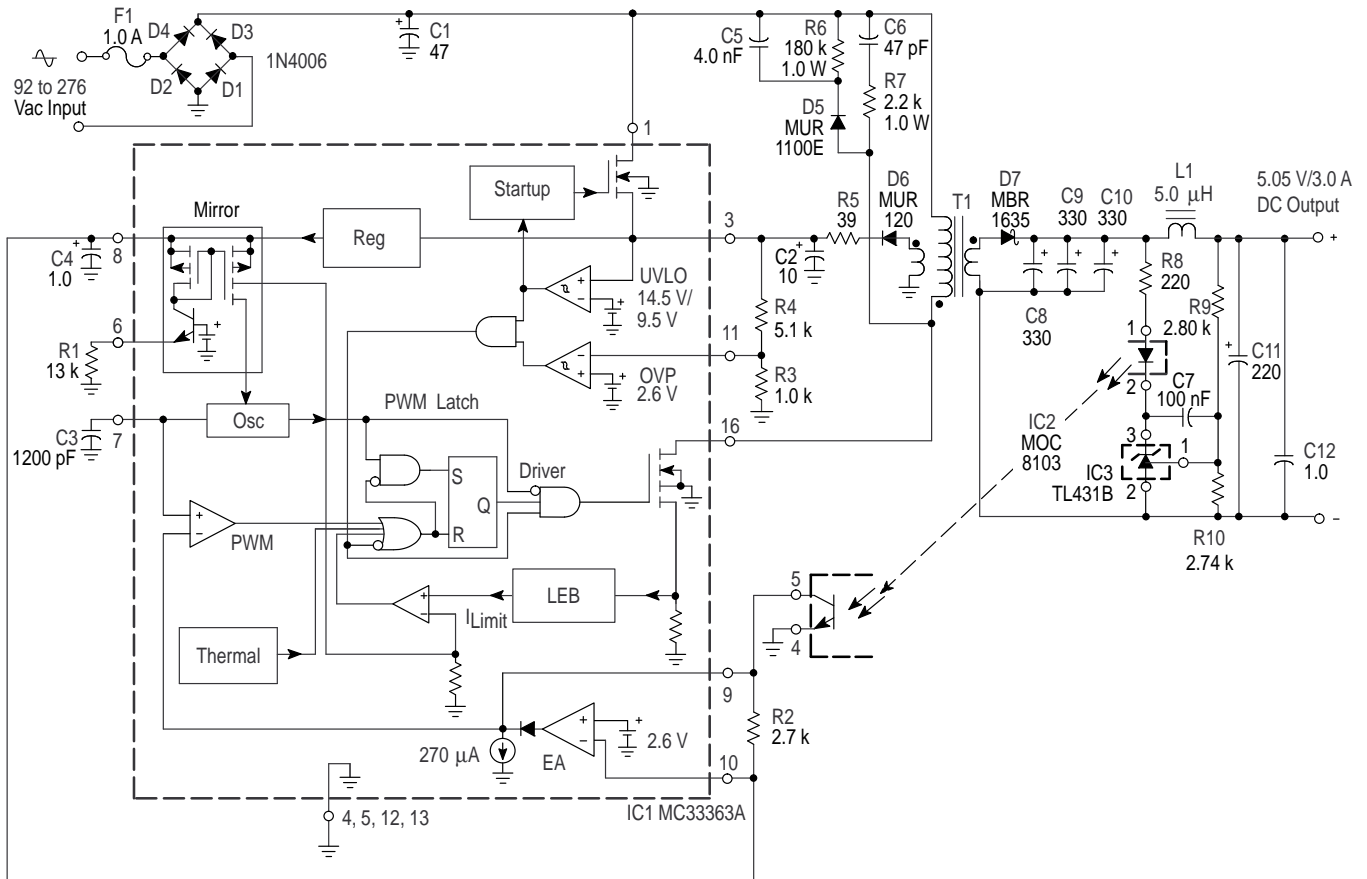 F1
1.0 A
D4
D3
D2
D1
1N4006
92 to 276
Vac Input
+
C1
47
C5
4.0 nF
R6
180 k
1.0 W
C6
47 pF
R7
2.2 k
1.0 W
D5
MUR
1100E
1
Startup
Mirror
Reg
8
+
C4
1.0
3
R5
39
D6
MUR
120
T1
D7
MBR
1635
C9
330
C10
330
L1
5.0 µH
5.05 V/3.0 A
DC Output
+
+
C2
10
+
+
+
C8
330
R8
220
R9
2.80 k
UVLO
14.5 V/
9.5 V
+
−
+
R4
5.1 k
6
R1
13 k
+
11
OVP
2.6 V
−
+
+
R3
1.0 k
1
2
C7
100 nF
+
C11
220
Osc
7
C3
1200 pF
PWM Latch
16
IC2
MOC
8103
3
1
IC3
TL431B
2
C12
1.0
S
Q
R
Driver
+
−
PWM
−
R10
2.74 k
LEB
+
−
ILimit
5
4
Thermal
9
R2
2.7 k
270 µA
EA
+
−
+
2.6 V
10
4, 5, 12, 13
IC1 MC33363A